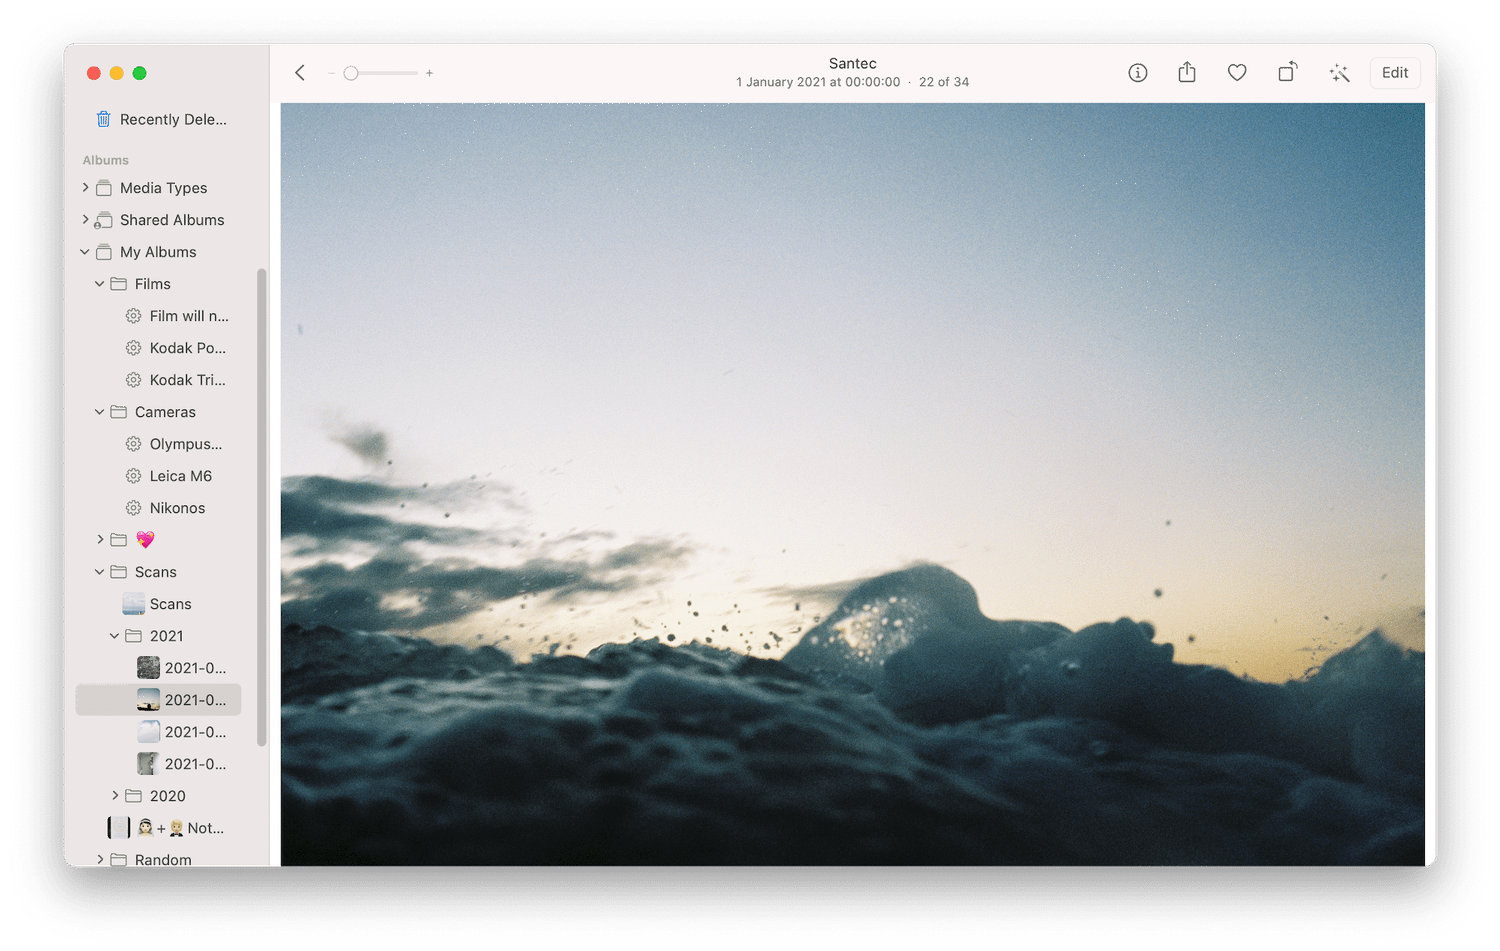 Santec
1 January 2021 at 00:00:00 · 22 of 34
Edit
Recently Dele...
Albums
Media Types
Shared Albums
My Albums
Films
Film will n...
Kodak Po...
Kodak Tri...
Cameras
Olympus...
Leica M6
Nikonos
💖
Scans
Scans
2021
2021-0...
2021-0...
2021-0...
2021-0...
2020
👰🏻+🤵🏼Not...
Random